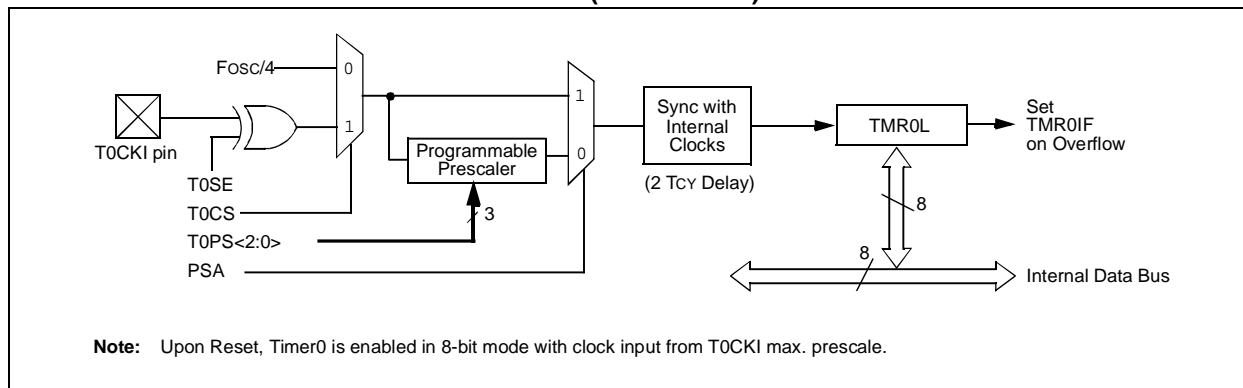 FOSC/4
0
1
T0CKI pin
T0SE
T0CS
T0PS<2:0>
PSA
Programmable
Prescaler
3
1
0
Sync with
Internal
Clocks
(2 TCY Delay)
TMR0L
Set
TMR0IF
on Overflow
8
8
Internal Data Bus
Note: Upon Reset, Timer0 is enabled in 8-bit mode with clock input from T0CKI max. prescale.